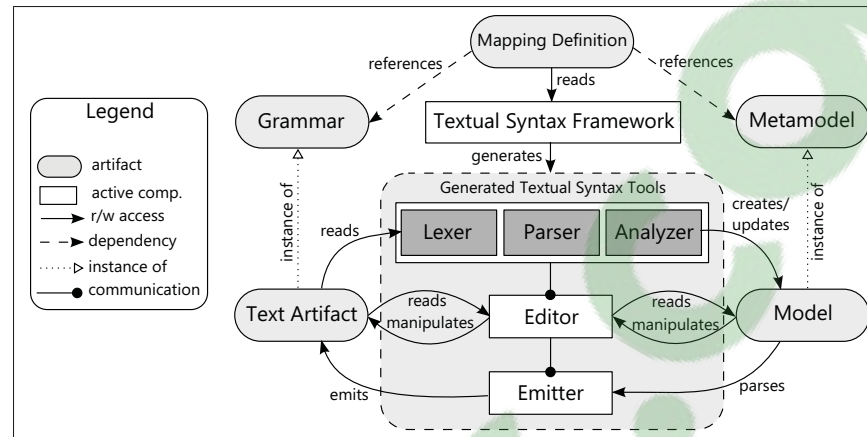 Mapping Definition
references
references
reads
Legend
Grammar
Textual Syntax Framework
Metamodel
generates
artifact
active comp.
r/w access
dependency
instance of
communication
Generated Textual Syntax Tools
creates/
updates
instance of
instance of
reads
Lexer
Parser
Analyzer
Text Artifact
reads
manipulates
Editor
reads
manipulates
Model
emits
Emitter
parses